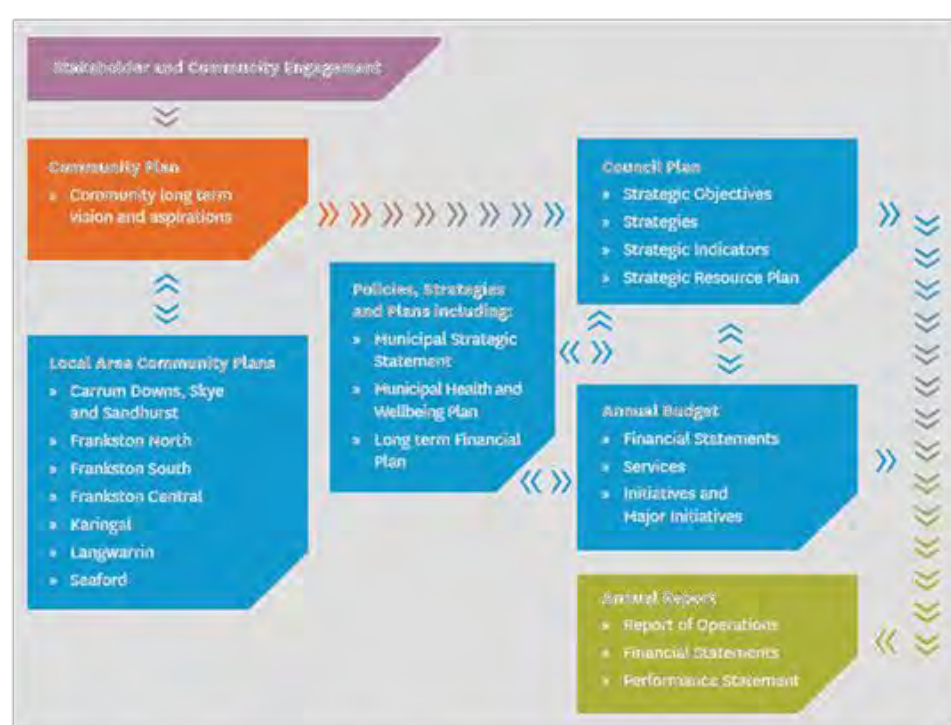 Stakeholder and Community Engagement
Community Plan
» Community long term
vision and aspirations
Council Plan
» Strategic Objectives
» Strategies
» Strategic Indicators
» Strategic Resource Plan
Policies, Strategies
and Plans including:
» Municipal Strategic
Statement
» Municipal Health and
Wellbeing Plan
» Long term Financial
Plan
Local Area Community Plans
» Carrum Downs, Skye
and Sandhurst
» Frankston North
» Frankston South
» Frankston Central
» Karingal
» Langwarrin
» Seaford
Annual Budget
» Financial Statements
» Services
» Initiatives and
Major Initiatives
Annual Report
» Report of Operations
» Financial Statements
» Performance Statement